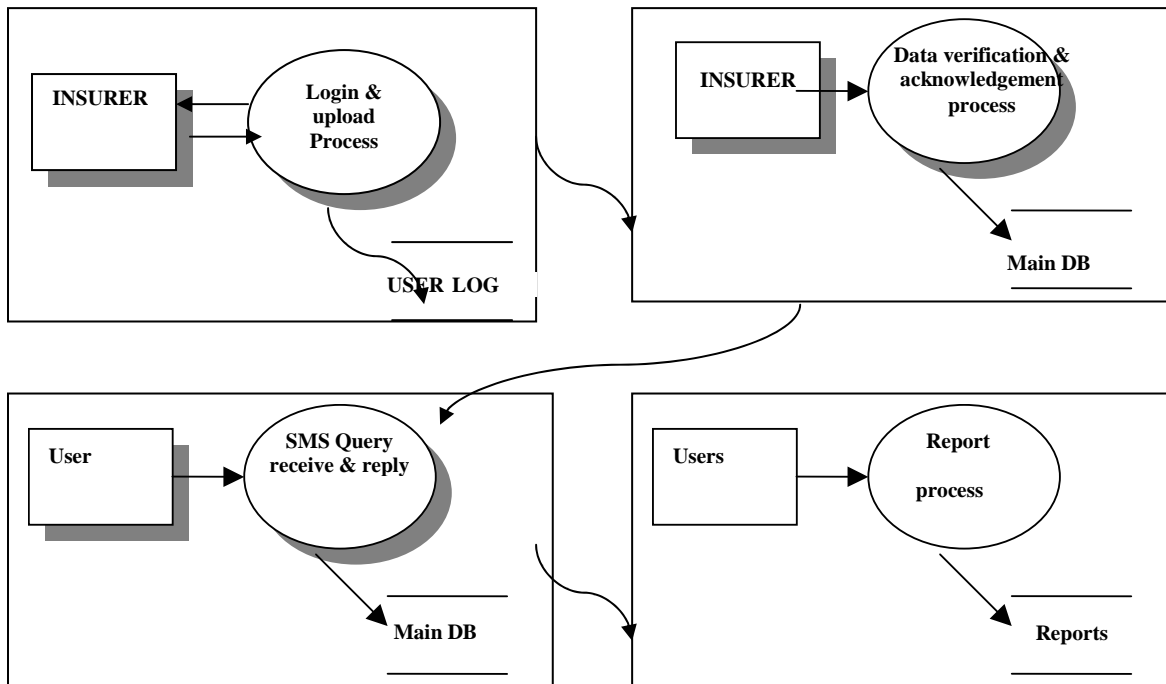 INSURER
Login &
upload
Process
USER LOG
INSURER
Data verification &
acknowledgement
process
Main DB
User
SMS Query
receive & reply
Main DB
Users
Report
process
Reports